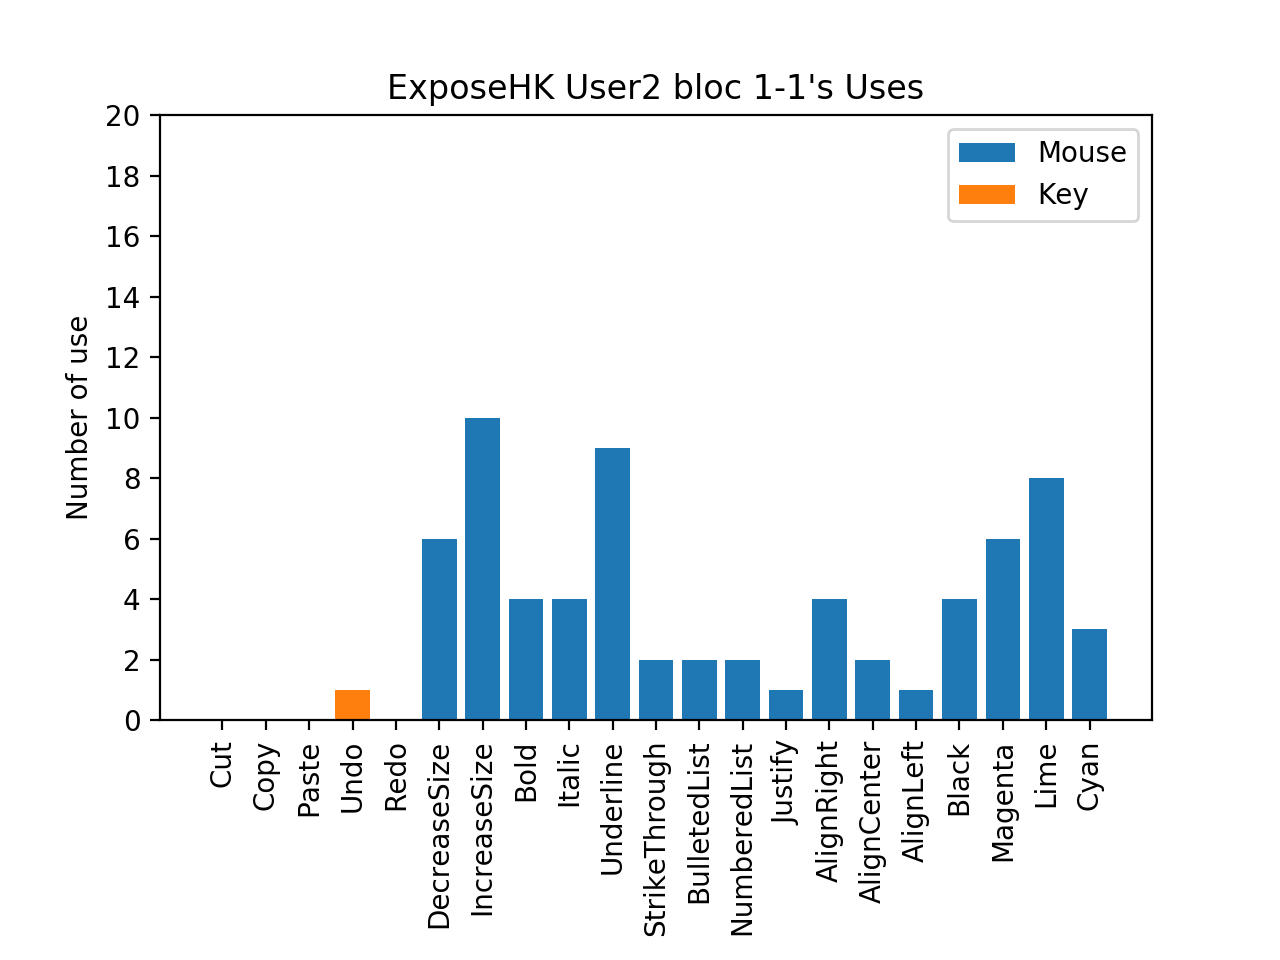 ExposeHK User2 bloc 1-1's Uses
Mouse
Key
Number of use
20
18
16
14
12
10
8
6
4
2
0
Cut
Copy
Paste
Undo
Redo
DecreaseSize
IncreaseSize
Bold
Italic
Underline
StrikeThrough
BulletedList
NumberedList
Justify
AlignRight
AlignCenter
AlignLeft
Black
Magenta
Lime
Cyan